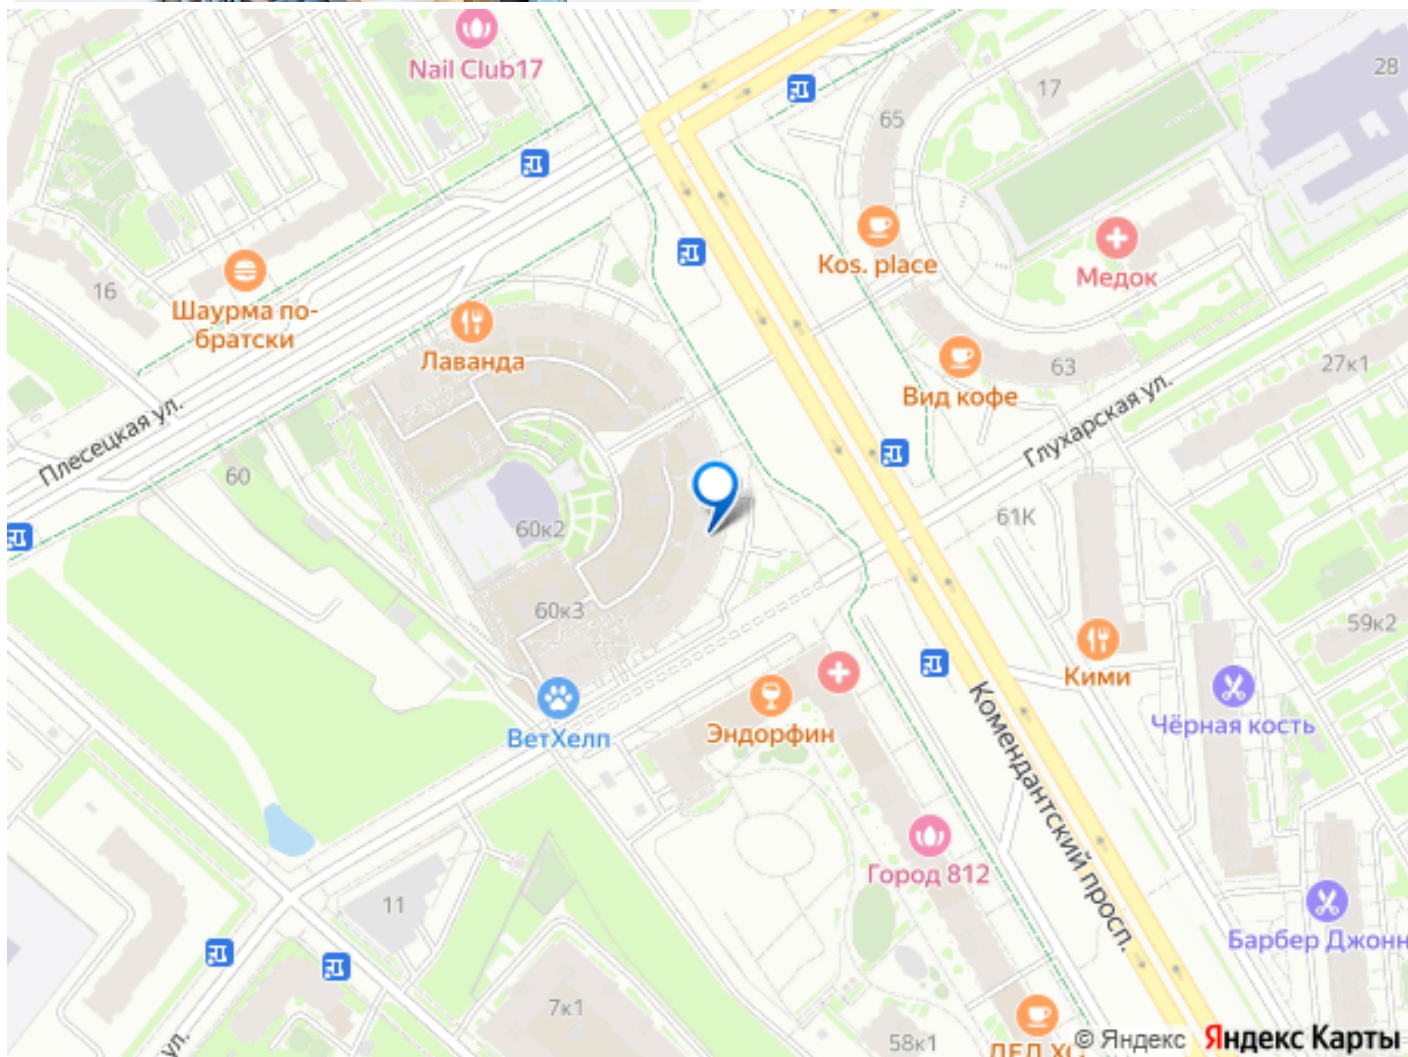 Nail Club17
28
17
65
Kos. place
Медок
16
Шаурма по-
братски
Лаванда
63
Вид кофе
27к1
Плесецкая ул.
Глухарская ул.
60
60к2
61К
60к3
59к2
Кими
Чёрная кость
ВетХелп
Эндорфин
Комендантский просп.
Город 812
11
Барбер Джонн
7к1
58к1
ул.
© Яндекс Яндекс Карты